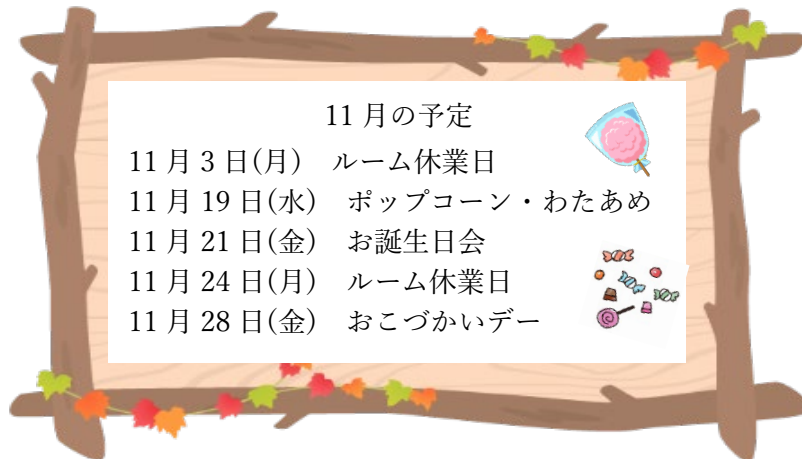 11月の予定
11月3日(月)　ルーム休業日
11月19日(水)　ポップコーン・わたあめ
11月21日(金)　お誕生日会
11月24日(月)　ルーム休業日
11月28日(金)　おこづかいデー